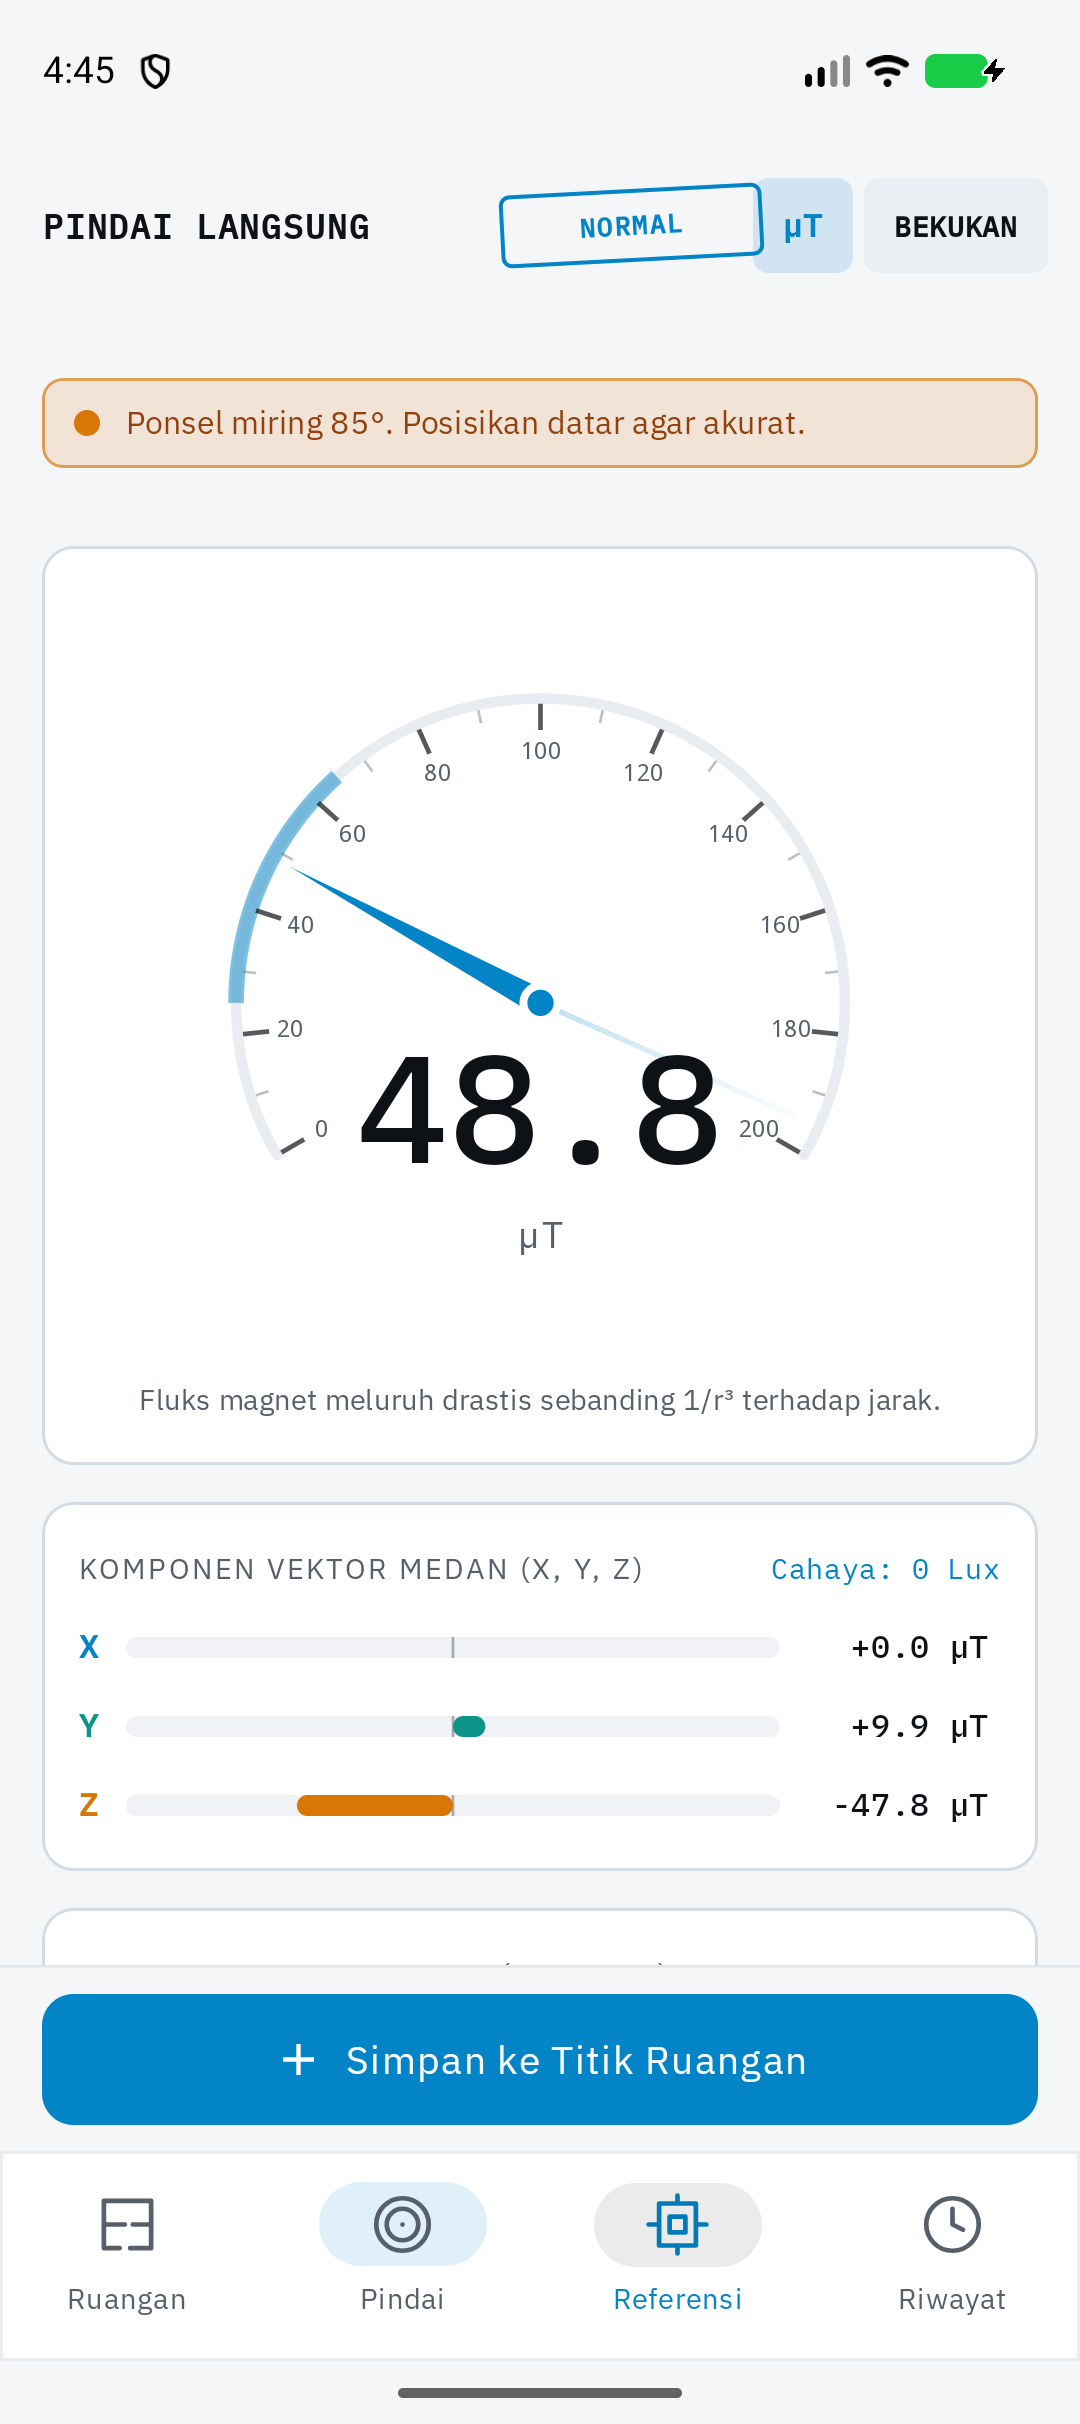 4:45
PINDAI LANGSUNG
NORMAL
µT
BEKUKAN
Ponsel miring 85°. Posisikan datar agar akurat.
0
20
40
60
80
100
120
140
160
180
200
48.8
µT
Fluks magnet meluruh drastis sebanding 1/r³ terhadap jarak.
KOMPONEN VEKTOR MEDAN (X, Y, Z)
Cahaya: 0 Lux
X +0.0 µT
Y +9.9 µT
Z -47.8 µT
+ Simpan ke Titik Ruangan
Ruangan
Pindai
Referensi
Riwayat